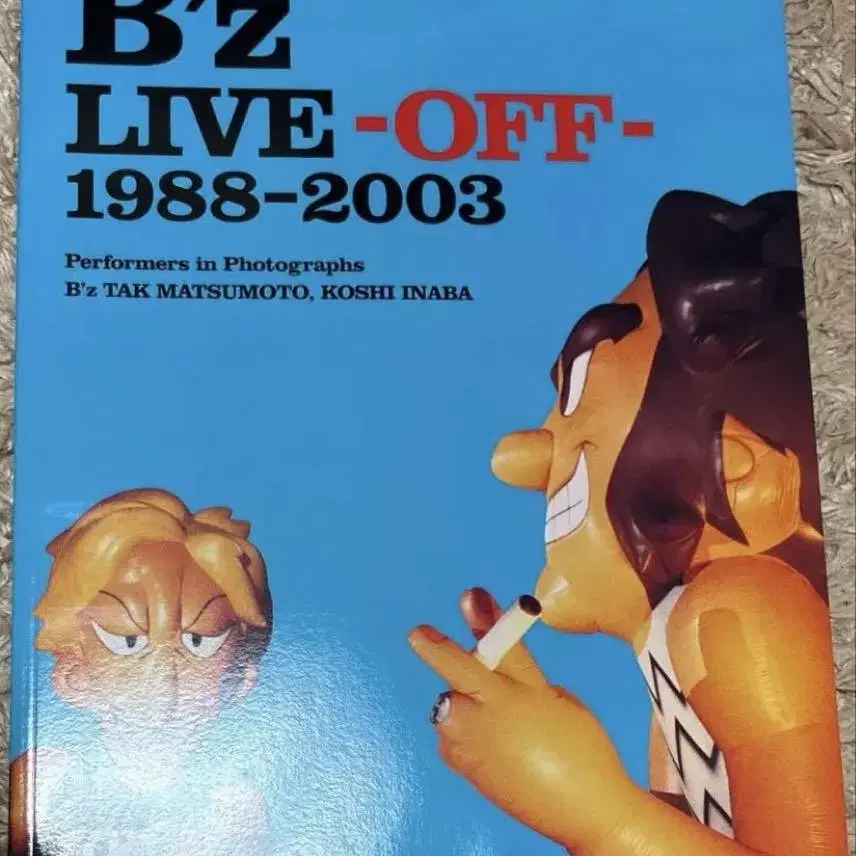 B'z
LIVE -OFF-
1988-2003
Performers in Photographs
B'z TAK MATSUMOTO, KOSHI INABA